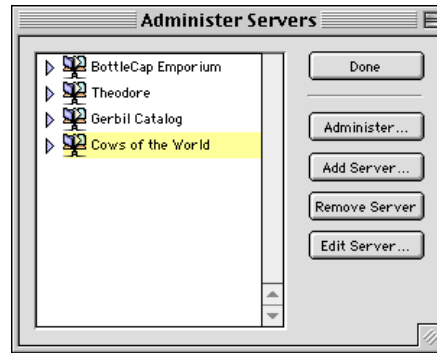 Administer Servers
BottleCap Emporium
Theodore
Gerbil Catalog
Cows of the World
Done
Administer...
Add Server...
Remove Server
Edit Server...